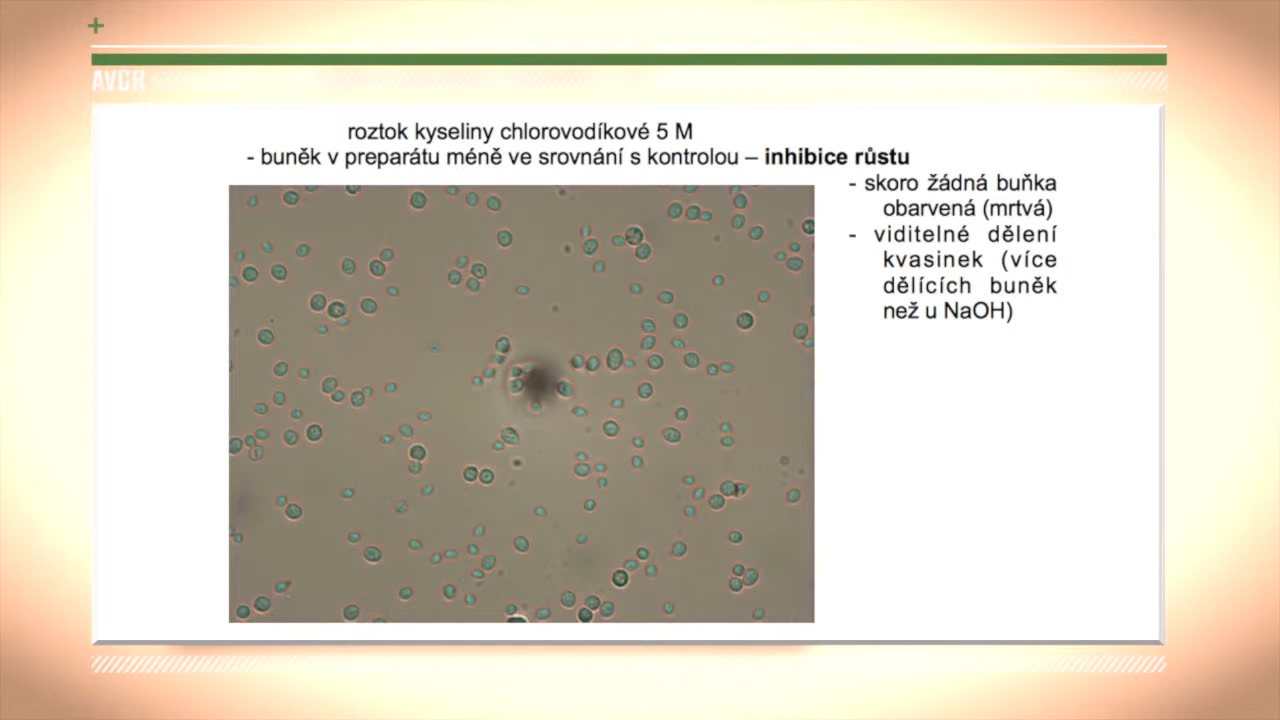 +
AVCR
roztok kyseliny chlorovodíkové 5 M
- buněk v preparátu méně ve srovnání s kontrolou – inhibice růstu
- skoro žádná buňka
obarvená (mrtvá)
- viditelné dělení
kvasinek (více
dělících buněk
než u NaOH)